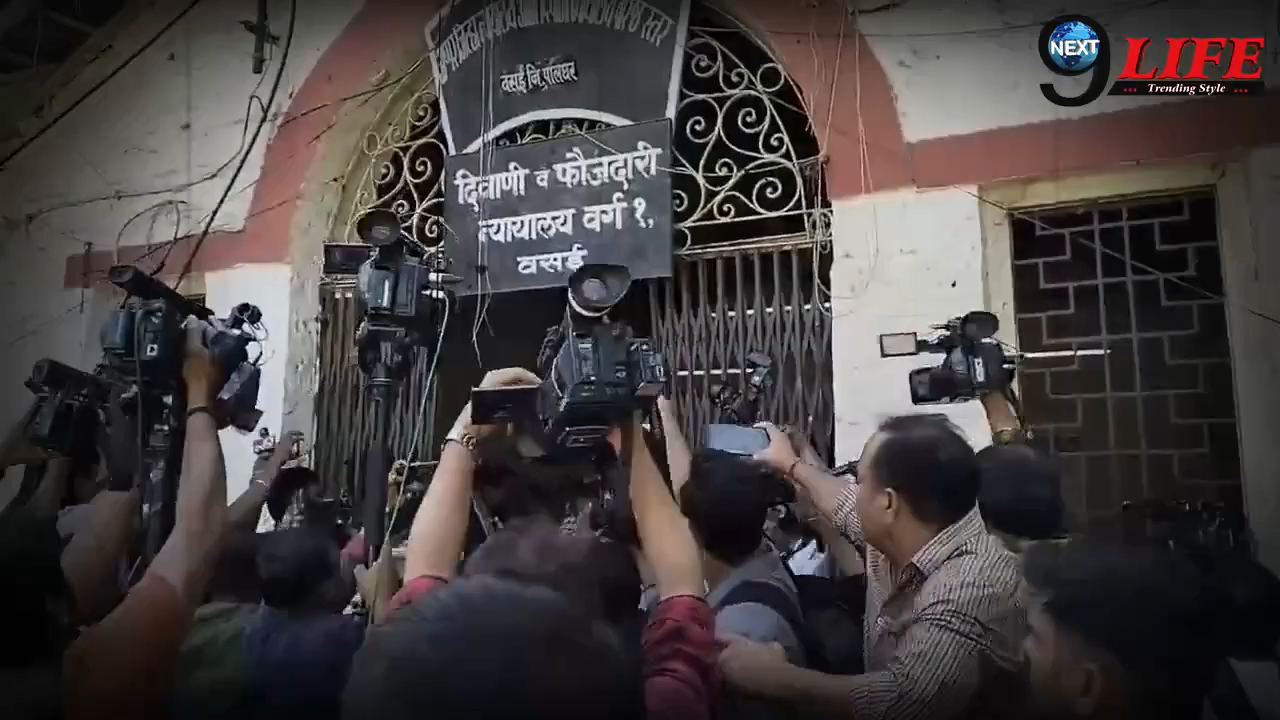 वसई जि. पालघर
दिवाणी व फौजदारी
न्यायालय वर्ग १,
वसई
9
NEXT
LIFE
Trending Style